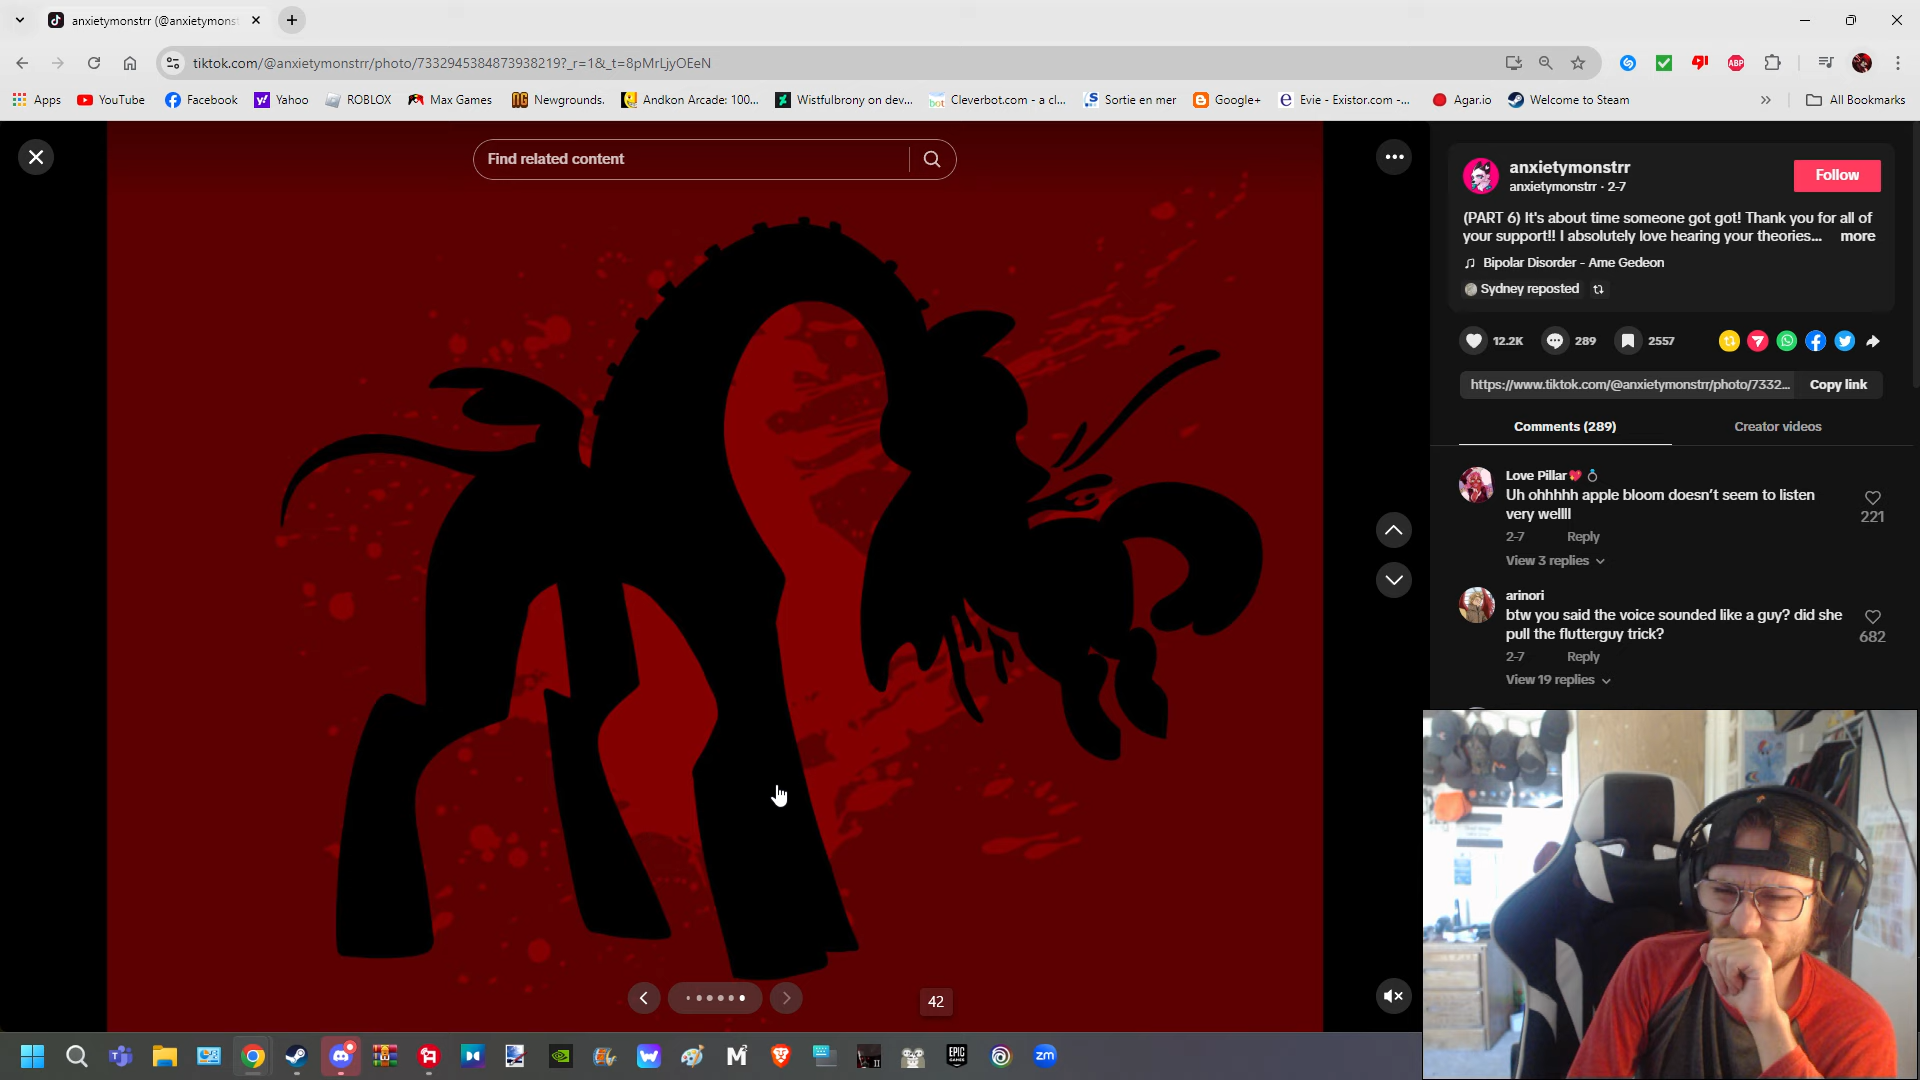 anxietymonstrr (@anxietymonst
tiktok.com/@anxietymonstrr/photo/7332945384873938219?_r=1&_t=8pMrLjyOEeN
ABP
Apps
YouTube
Facebook
Yahoo
ROBLOX
Max Games
Newgrounds.
Andkon Arcade: 100...
Wistfulbrony on dev...
bot Cleverbot.com - a cl...
Sortie en mer
Google+
Evie - Existor.com -...
Agar.io
Welcome to Steam
All Bookmarks
Find related content
anxietymonstrr
anxietymonstrr · 2-7
Follow
(PART 6) It's about time someone got got! Thank you for all of
your support!! I absolutely love hearing your theories... more
Bipolar Disorder - Ame Gedeon
Sydney reposted
12.2K
289
2557
https://www.tiktok.com/@anxietymonstrr/photo/7332...
Copy link
Comments (289)
Creator videos
Love Pillar
Uh ohhhhh apple bloom doesn't seem to listen
very wellll
221
2-7 Reply
View 3 replies
arinori
btw you said the voice sounded like a guy? did she
pull the flutterguy trick?
682
2-7 Reply
View 19 replies
42
EPIC
GAMES
zm